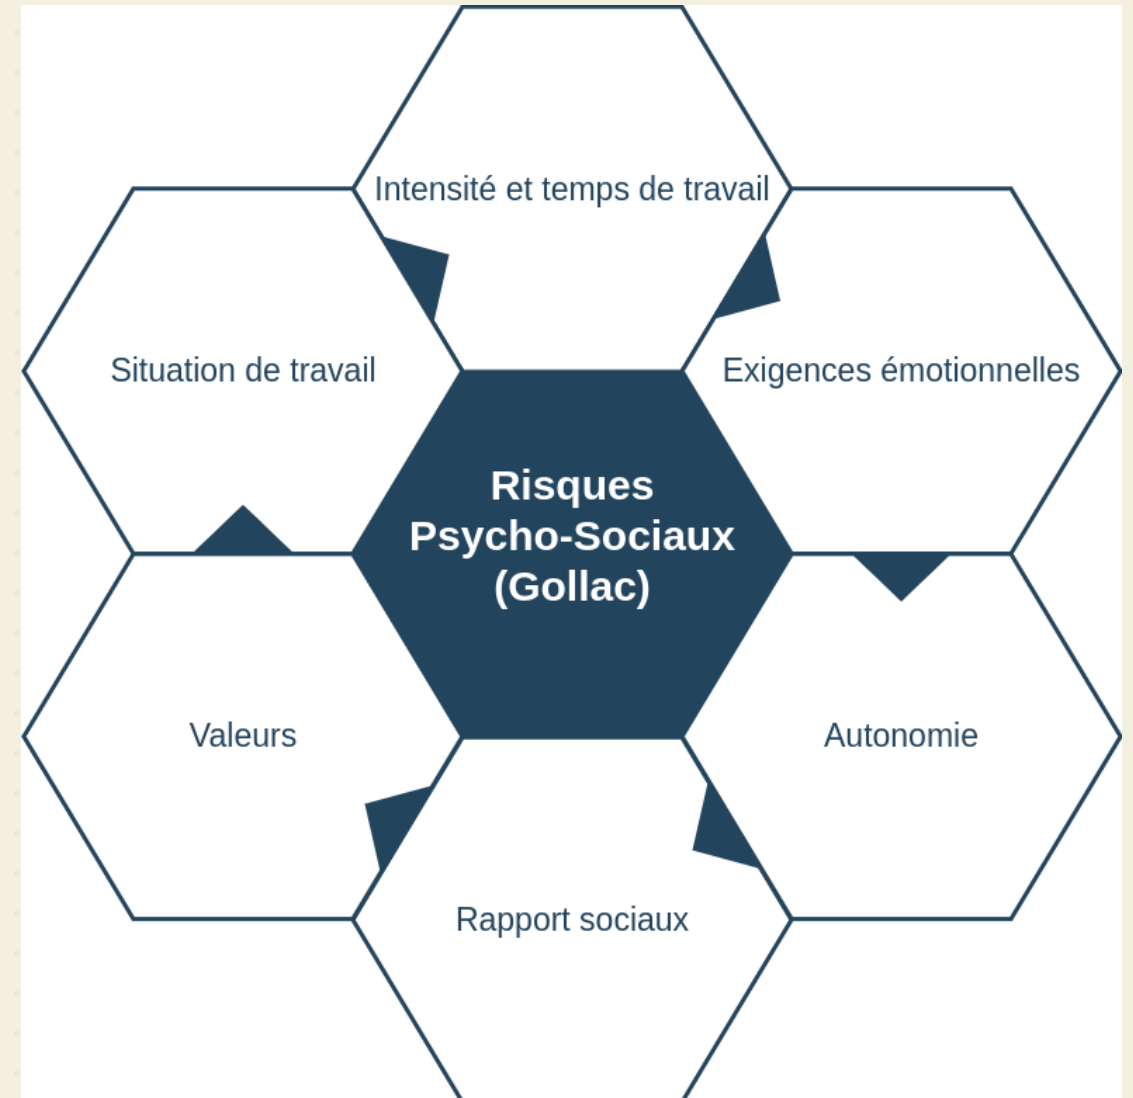 Intensité et temps de travail
Situation de travail
Exigences émotionnelles
Risques
Psycho-Sociaux
(Gollac)
Valeurs
Autonomie
Rapport sociaux